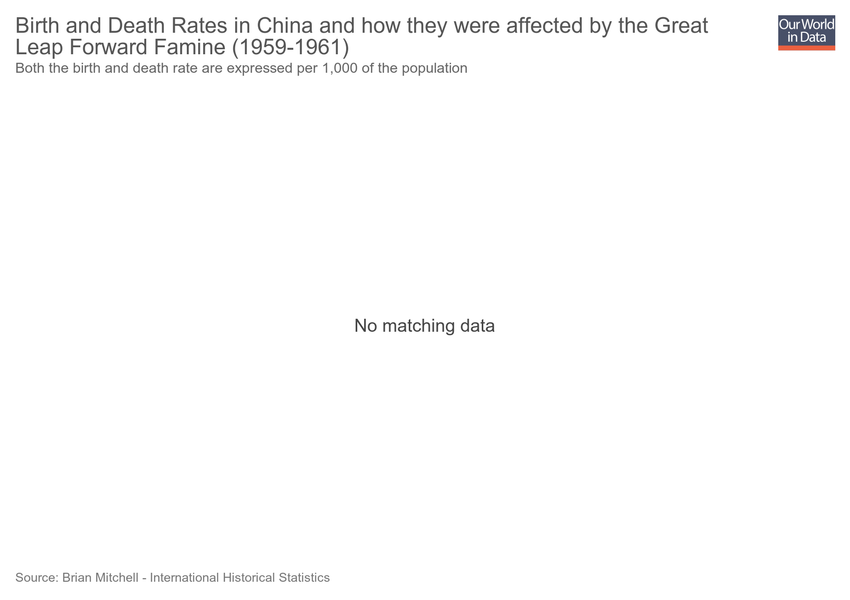 Birth and Death Rates in China and how they were affected by the Great
Leap Forward Famine (1959-1961)
Both the birth and death rate are expressed per 1,000 of the population
Our World
in Data
No matching data
Source: Brian Mitchell - International Historical Statistics